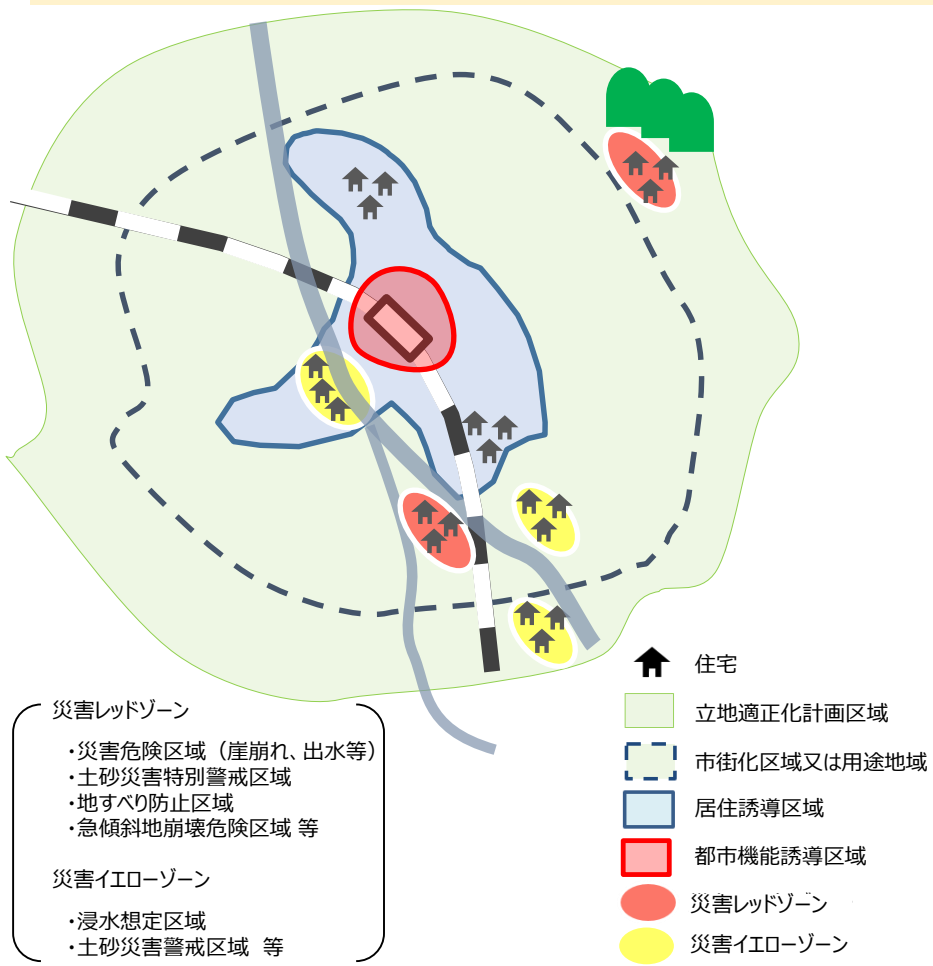 災害レッドゾーン
・災害危険区域（崖崩れ、出水等）
・土砂災害特別警戒区域
・地すべり防止区域
・急傾斜地崩壊危険区域 等
災害イエローゾーン
・浸水想定区域
・土砂災害警戒区域 等
住宅
立地適正化計画区域
市街化区域又は用途地域
居住誘導区域
都市機能誘導区域
災害レッドゾーン
災害イエローゾーン